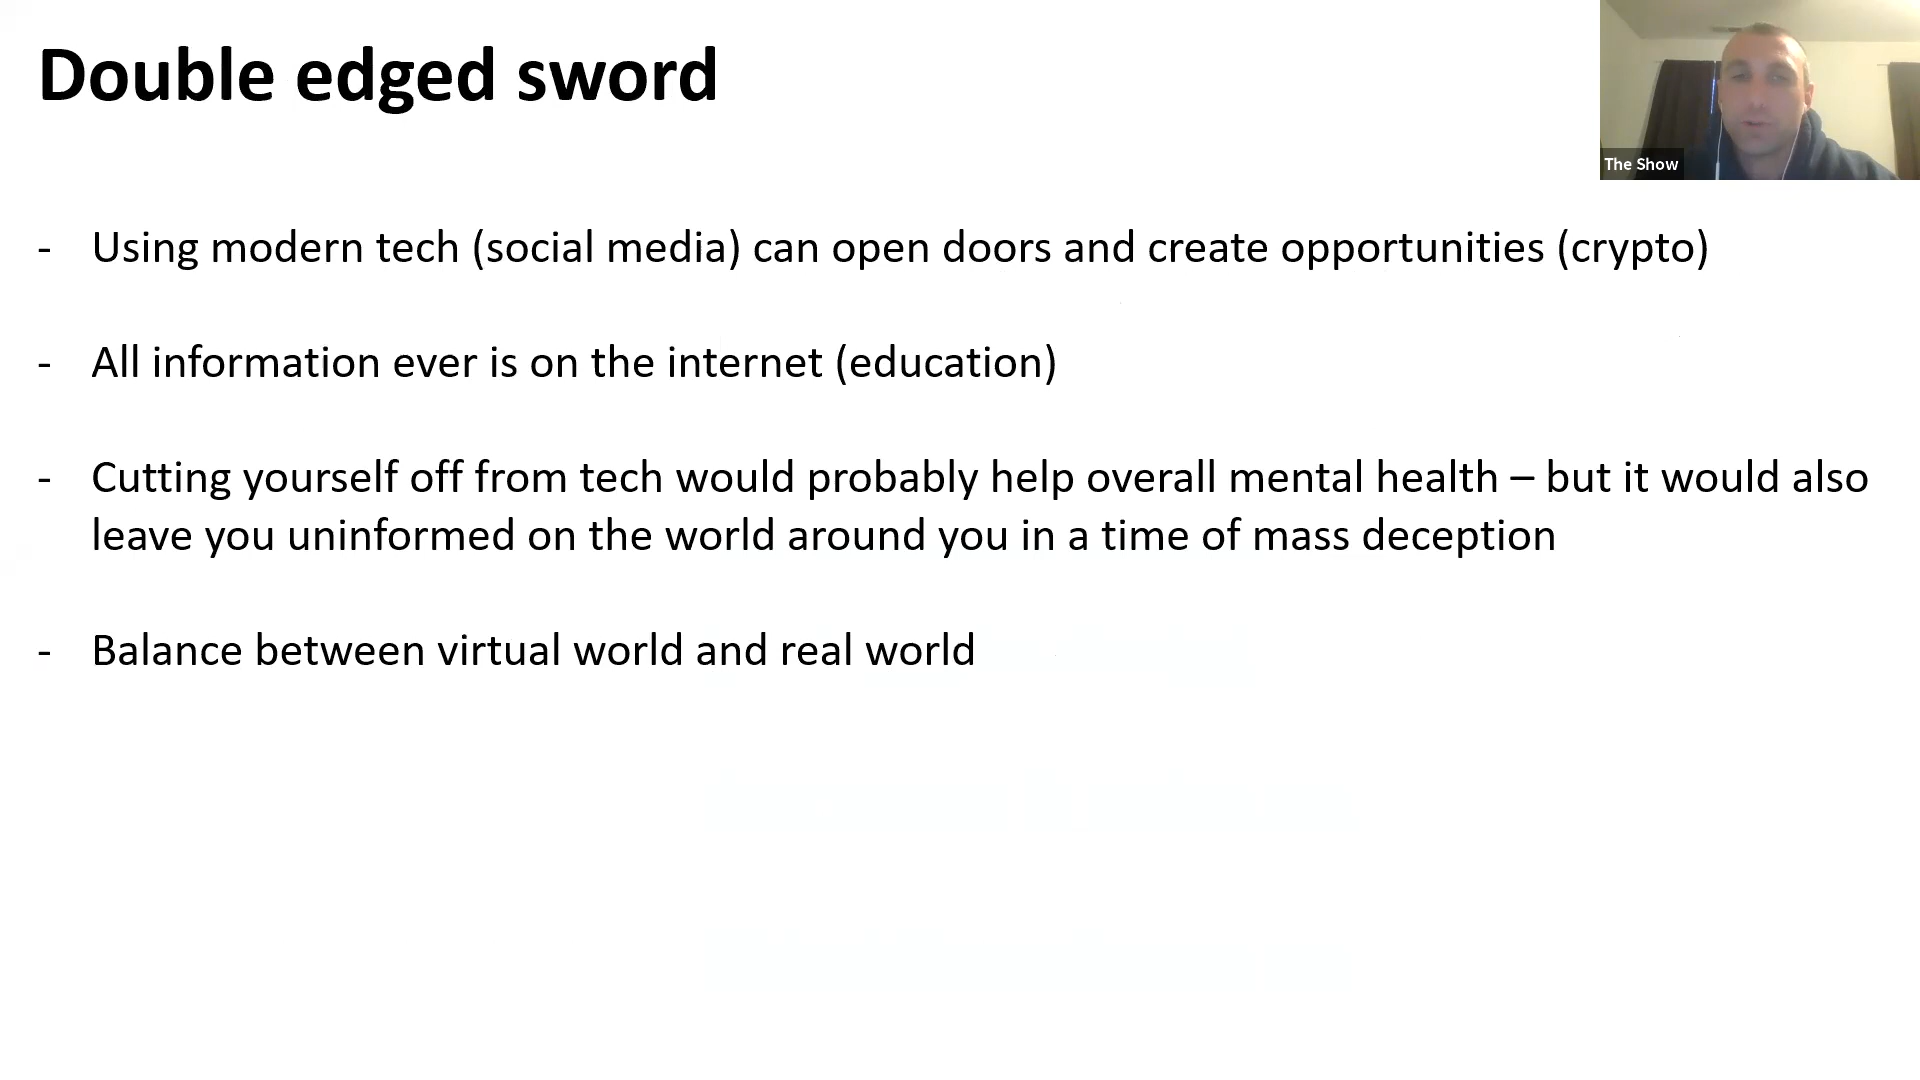 Double edged sword
The Show
- Using modern tech (social media) can open doors and create opportunities (crypto)
- All information ever is on the internet (education)
- Cutting yourself off from tech would probably help overall mental health – but it would also
leave you uninformed on the world around you in a time of mass deception
- Balance between virtual world and real world